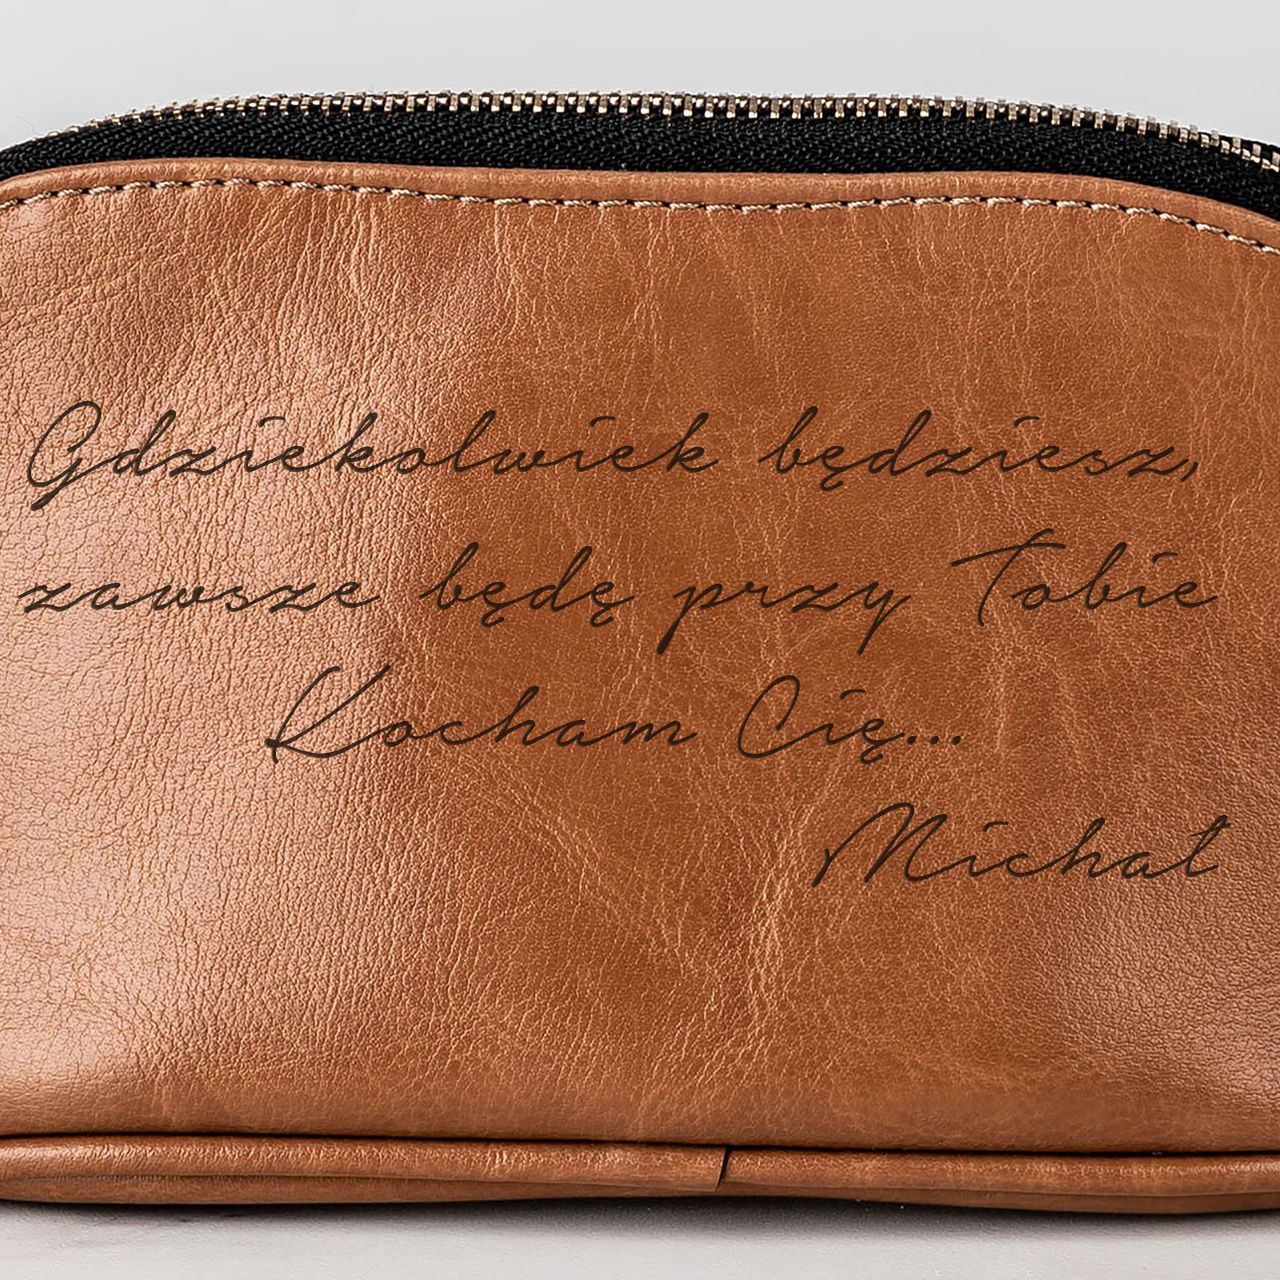 Gdziekolwiek będziesz,
zawsze będę przy Tobie
Kocham Cię...
Michał